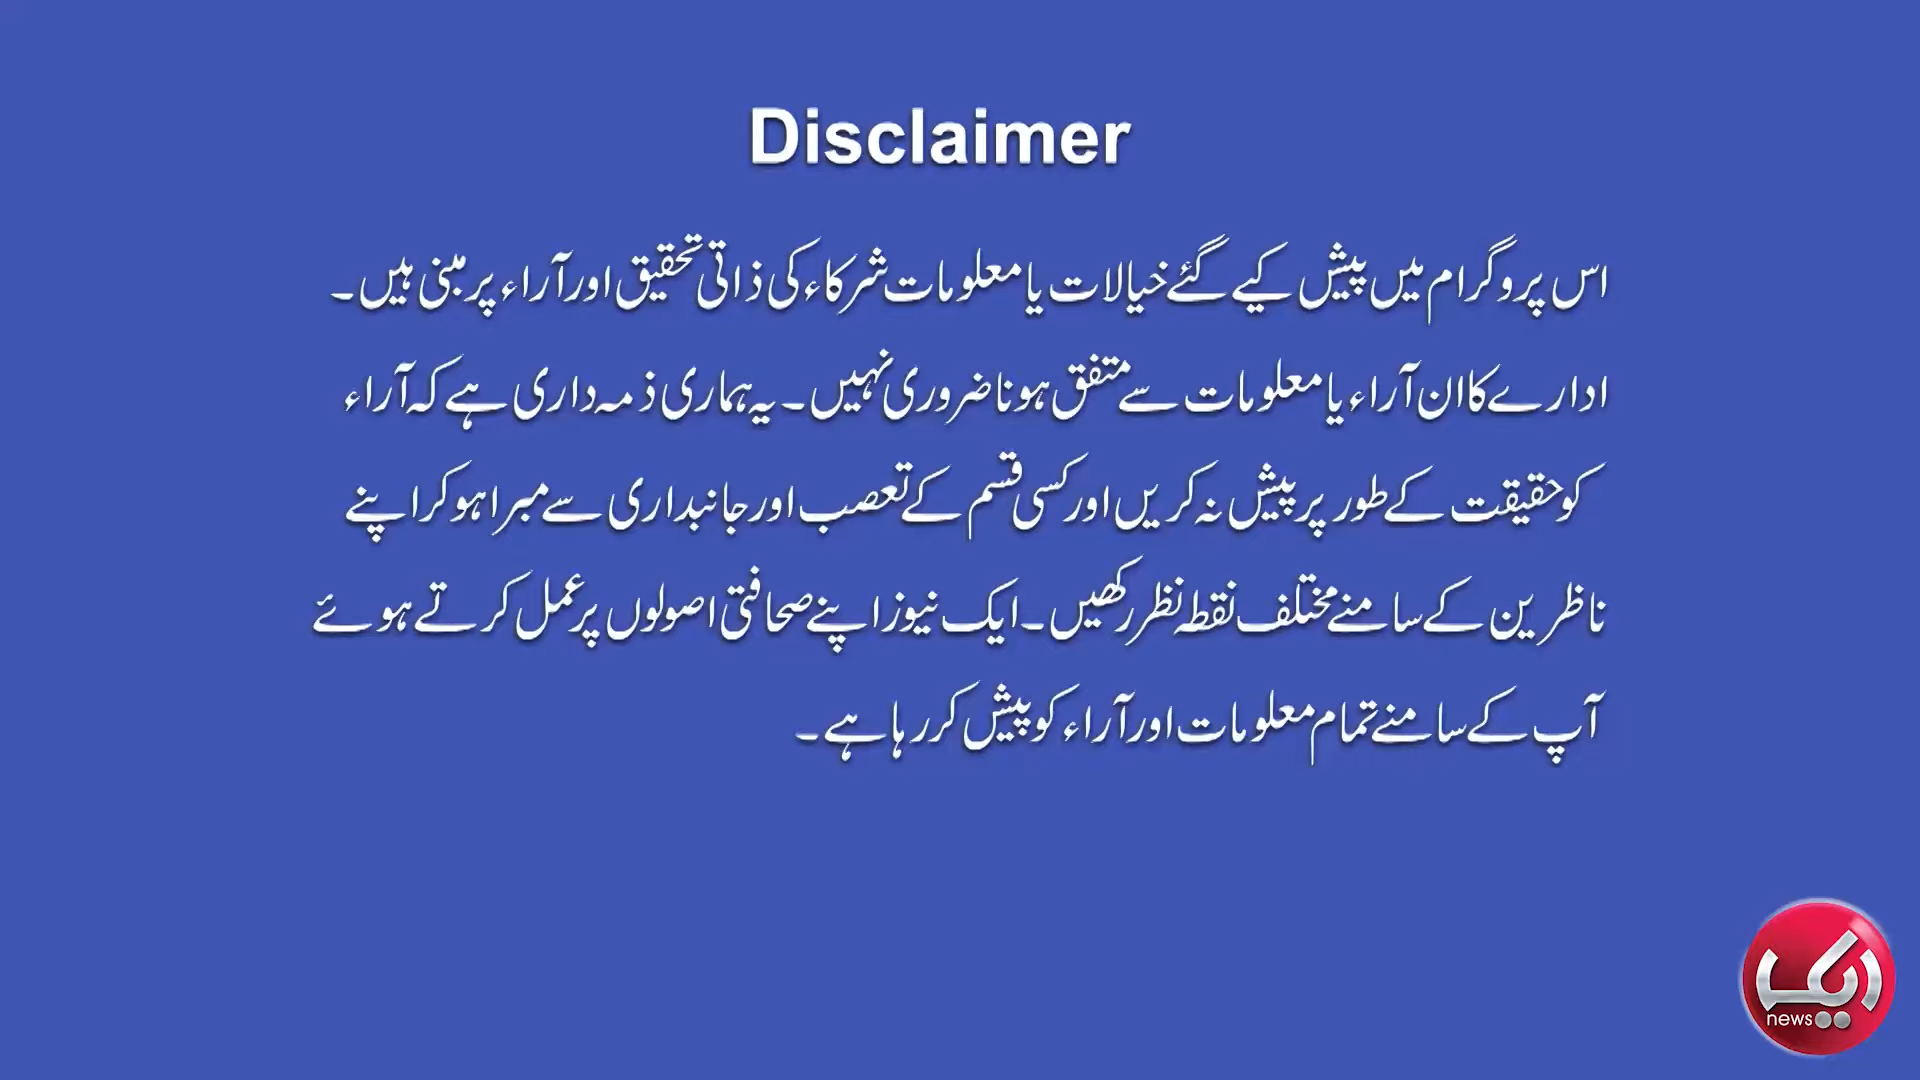 Disclaimer
اس پروگرام میں پیش کیے گئے خیالات یا معلومات شرکاء کی ذاتی تحقیق اور آراء پر مبنی ہیں۔
ادارے کا ان آراء یا معلومات سے متفق ہونا ضروری نہیں۔ یہ ہماری ذمہ داری ہے کہ آراء
کو حقیقت کے طور پر پیش نہ کریں اور کسی قسم کے تعصب اور جانبداری سے مبرا ہو کر اپنے
ناظرین کے سامنے مختلف نقطہ نظر رکھیں۔ ایک نیوز اپنے صحافتی اصولوں پر عمل کرتے ہوئے
آپ کے سامنے تمام معلومات اور آراء کو پیش کر رہا ہے۔
ایک
news